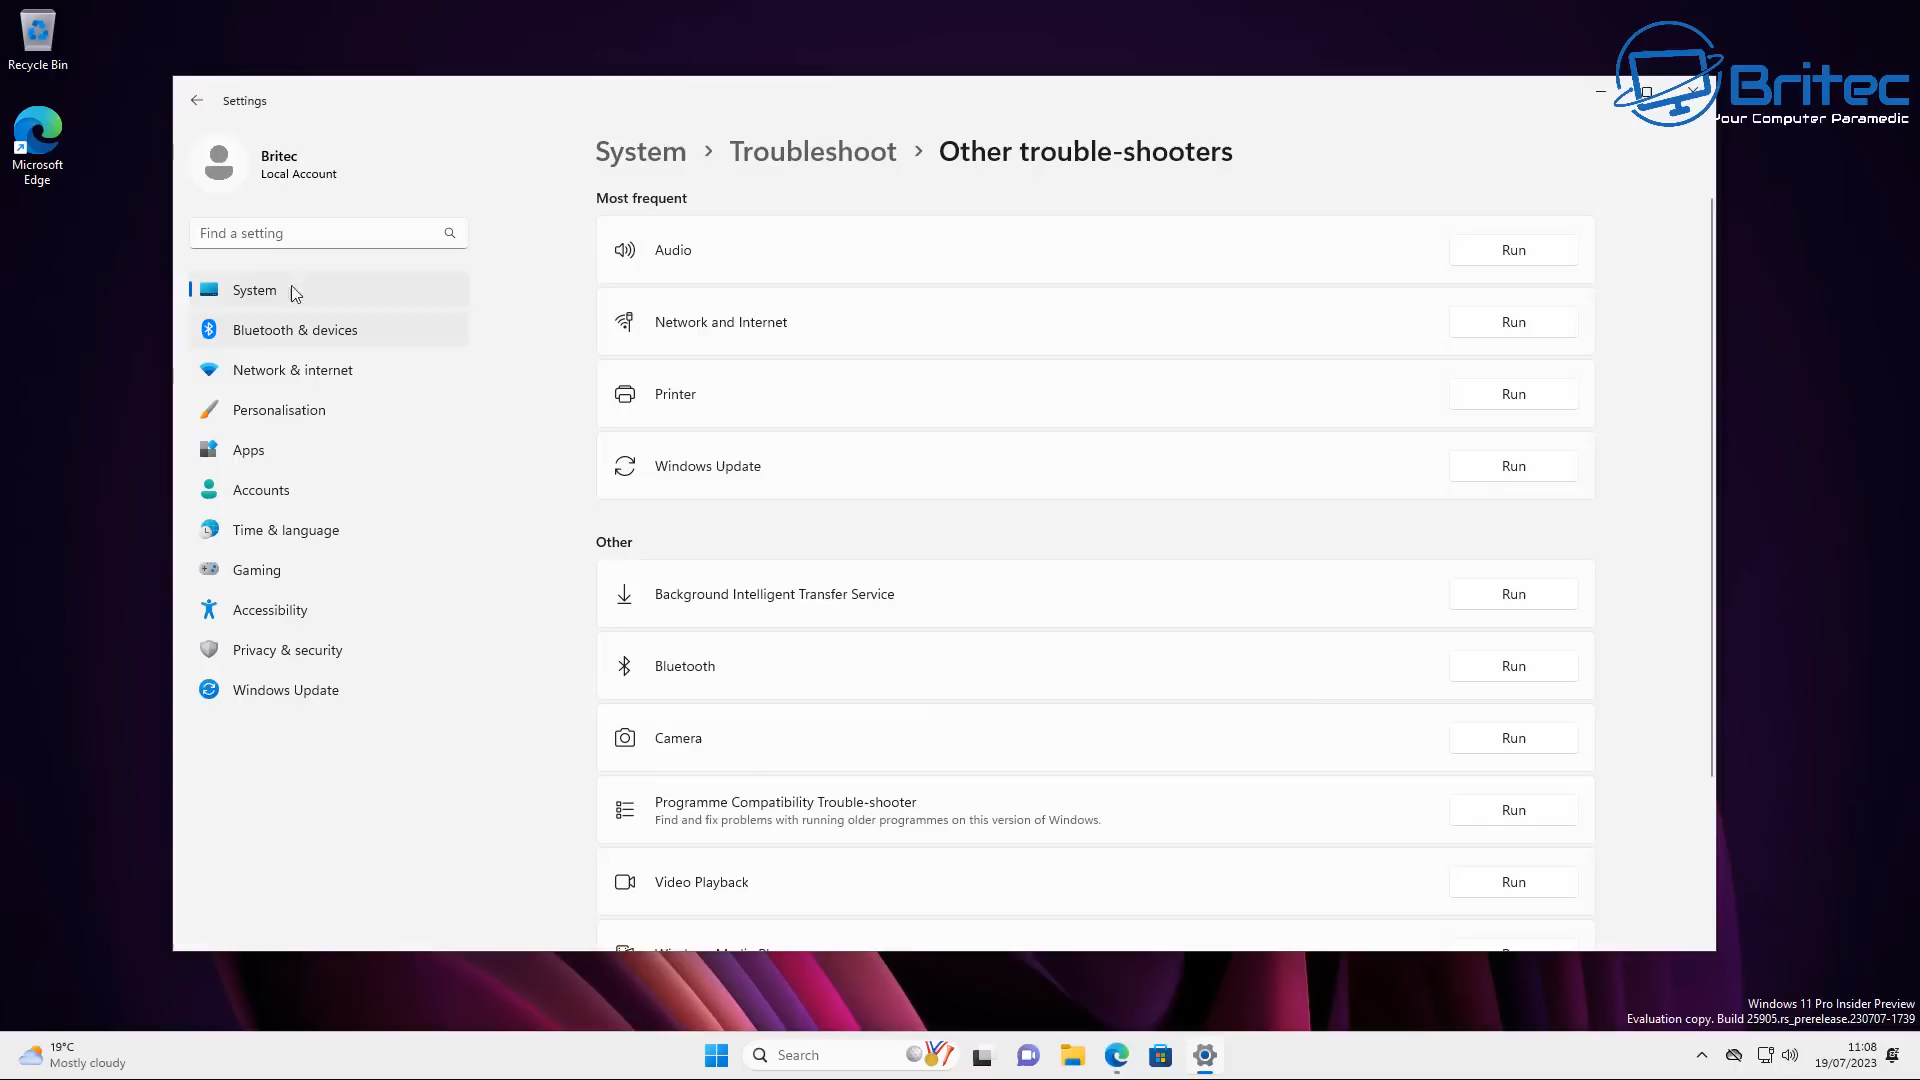 Recycle Bin
Microsoft
Edge
Britec
Your Computer Paramedic
Settings
Britec
Local Account
Find a setting
System
Bluetooth & devices
Network & internet
Personalisation
Apps
Accounts
Time & language
Gaming
Accessibility
Privacy & security
Windows Update
System > Troubleshoot > Other trouble-shooters
Most frequent
Audio Run
Network and Internet Run
Printer Run
Windows Update Run
Other
Background Intelligent Transfer Service Run
Bluetooth Run
Camera Run
Programme Compatibility Trouble-shooter
Find and fix problems with running older programmes on this version of Windows.
Run
Video Playback Run
Windows 11 Pro Insider Preview
Evaluation copy. Build 25905.rs_prerelease.230707-1739
19°C
Mostly cloudy
Search
11:08
19/07/2023